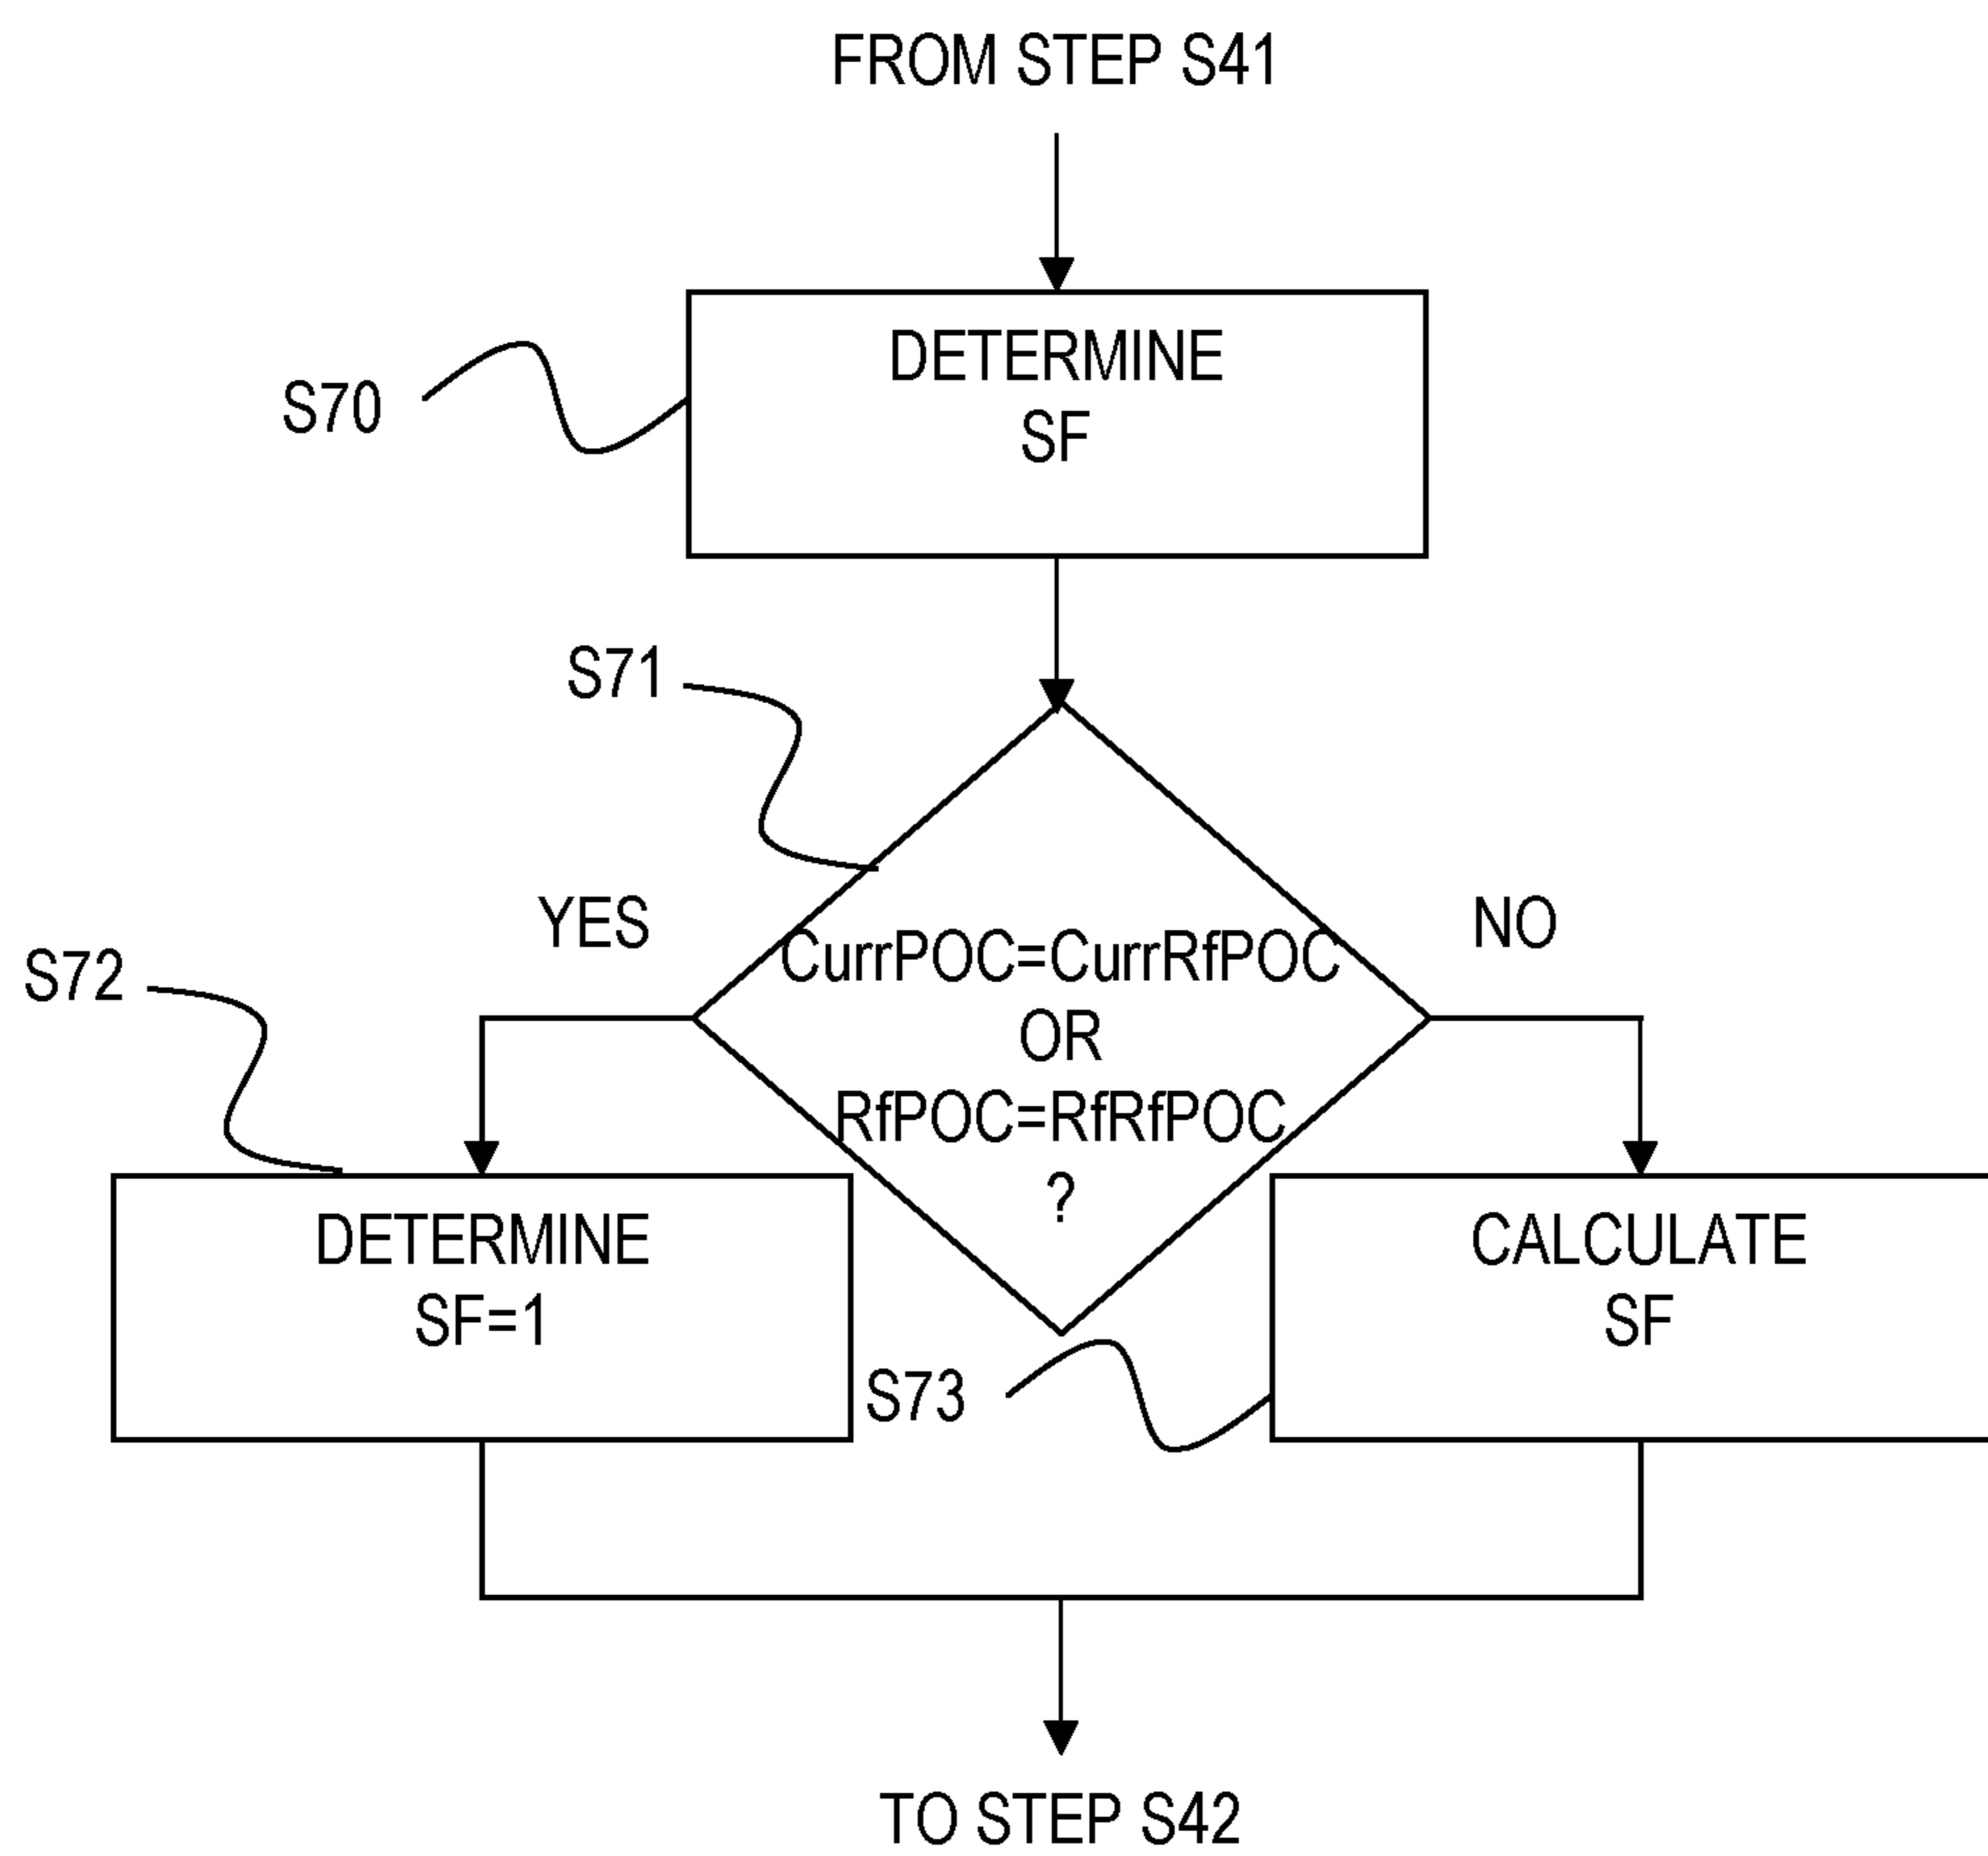 FROM STEP S41
DETERMINE
SF
S70
S71
YES
NO
CurrPOC=CurrRfPOC
OR
RfPOC=RfRfPOC
?
S72
DETERMINE
SF=1
CALCULATE
SF
S73
TO STEP S42